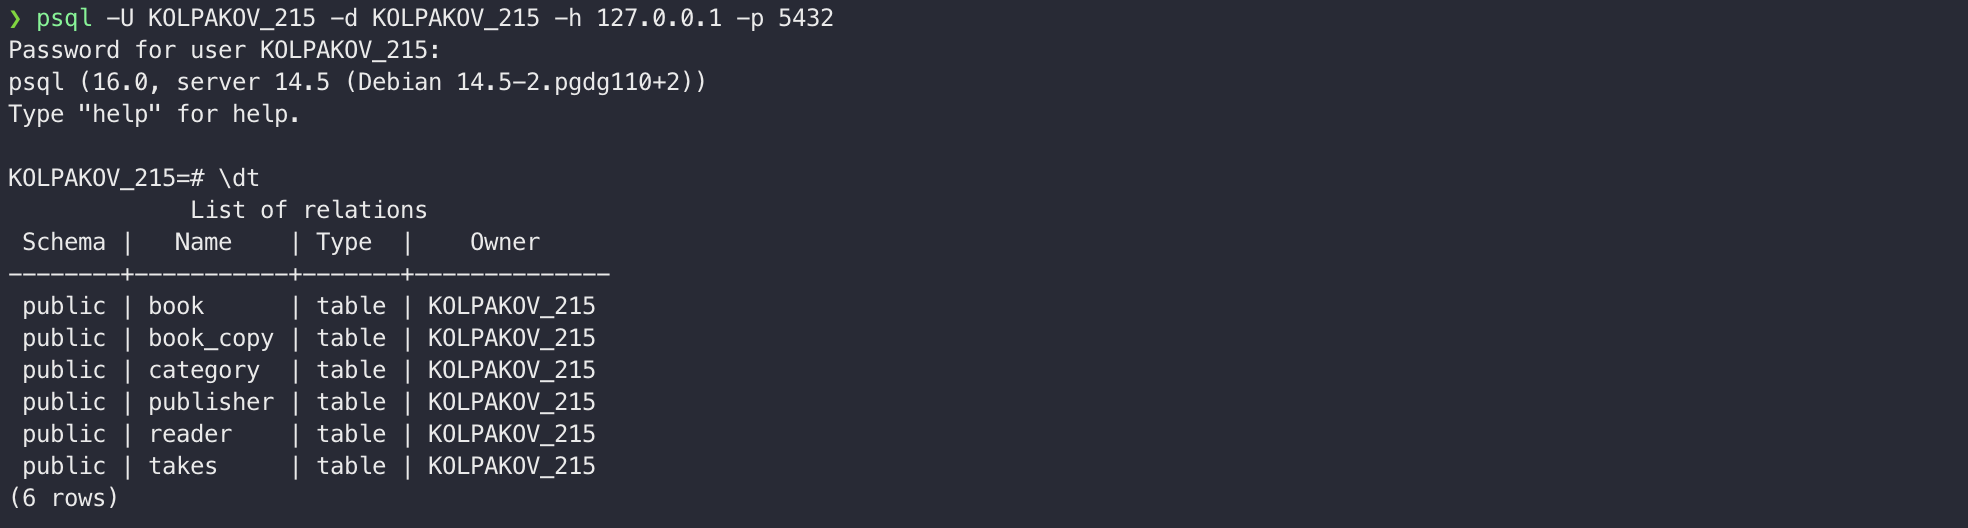 ❯ psql -U KOLPAKOV_215 -d KOLPAKOV_215 -h 127.0.0.1 -p 5432
Password for user KOLPAKOV_215:
psql (16.0, server 14.5 (Debian 14.5-2.pgdg110+2))
Type "help" for help.

KOLPAKOV_215=# \dt
             List of relations
 Schema |   Name    | Type  |    Owner
--------+-----------+-------+--------------
 public | book      | table | KOLPAKOV_215
 public | book_copy | table | KOLPAKOV_215
 public | category  | table | KOLPAKOV_215
 public | publisher | table | KOLPAKOV_215
 public | reader    | table | KOLPAKOV_215
 public | takes     | table | KOLPAKOV_215
(6 rows)